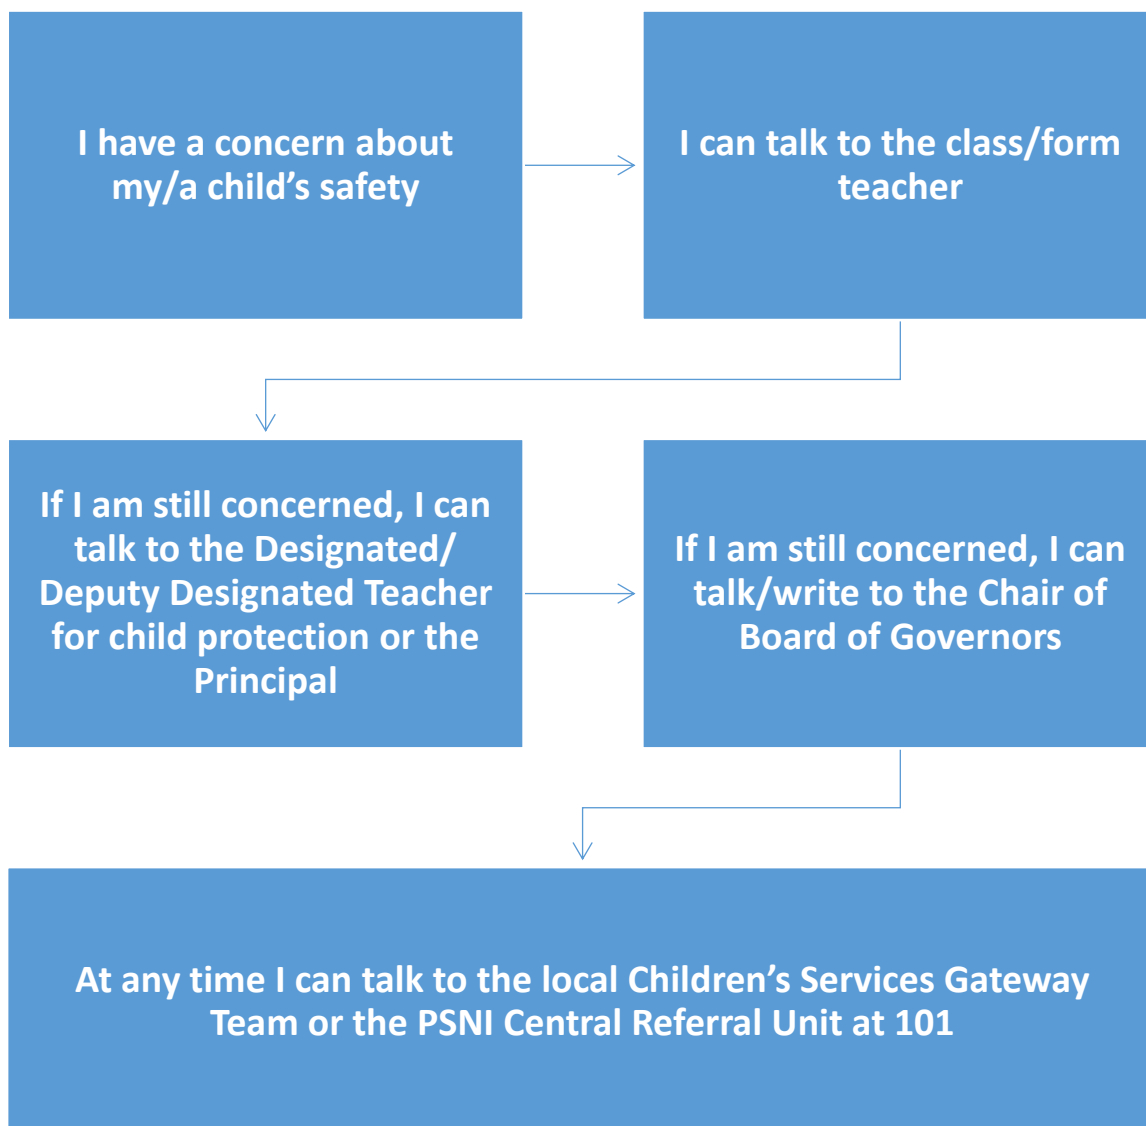 I have a concern about
my/a child’s safety
I can talk to the class/form
teacher
If I am still concerned, I can
talk to the Designated/
Deputy Designated Teacher
for child protection or the
Principal
If I am still concerned, I can
talk/write to the Chair of
Board of Governors
At any time I can talk to the local Children’s Services Gateway
Team or the PSNI Central Referral Unit at 101